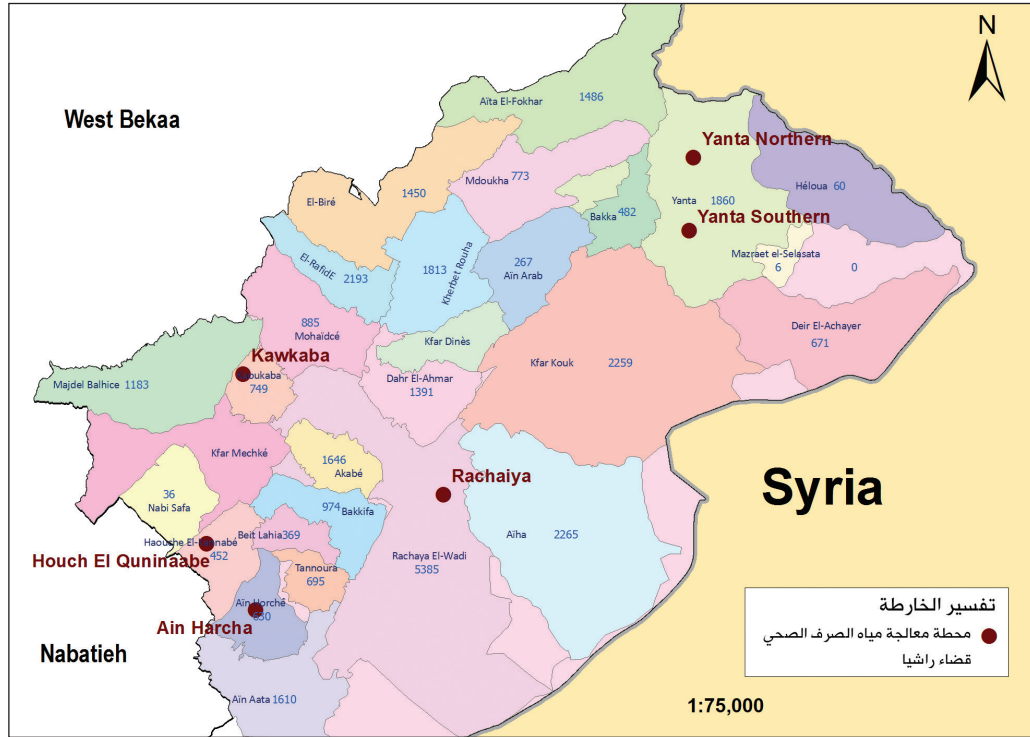 N
West Bekaa
Aïta El-Fokhar 1486
Yanta Northern
Mdoukha 773
Héloua 60
El-Biré 1450
Yanta 1860
Bakka 482
Yanta Southern
Kherbet Rouha
1813
El-RafidE 2193
267
Aïn Arab
Mazraet el-Selasata
6
0
885
Mohaïdcé
Deir El-Achayer
671
Kfar Dinès
Kawkaba
Kfar Kouk 2259
Majdel Balhice 1183
749
Dahr El-Ahmar
1391
Kfar Mechké
1646
Akabé
Rachaiya
Syria
36
Nabi Safa
974 Bakkifa
Beit Lahia 369
Aïha 2265
452
Houch El Quninaabe
Rachaya El-Wadi
5385
Tannoura
695
Aïn Horché
Ain Harcha
Nabatieh
Aïn Aata 1610
تفسير الخارطة
محطة معالجة مياه الصرف الصحي
قضاء راشيا
1:75,000